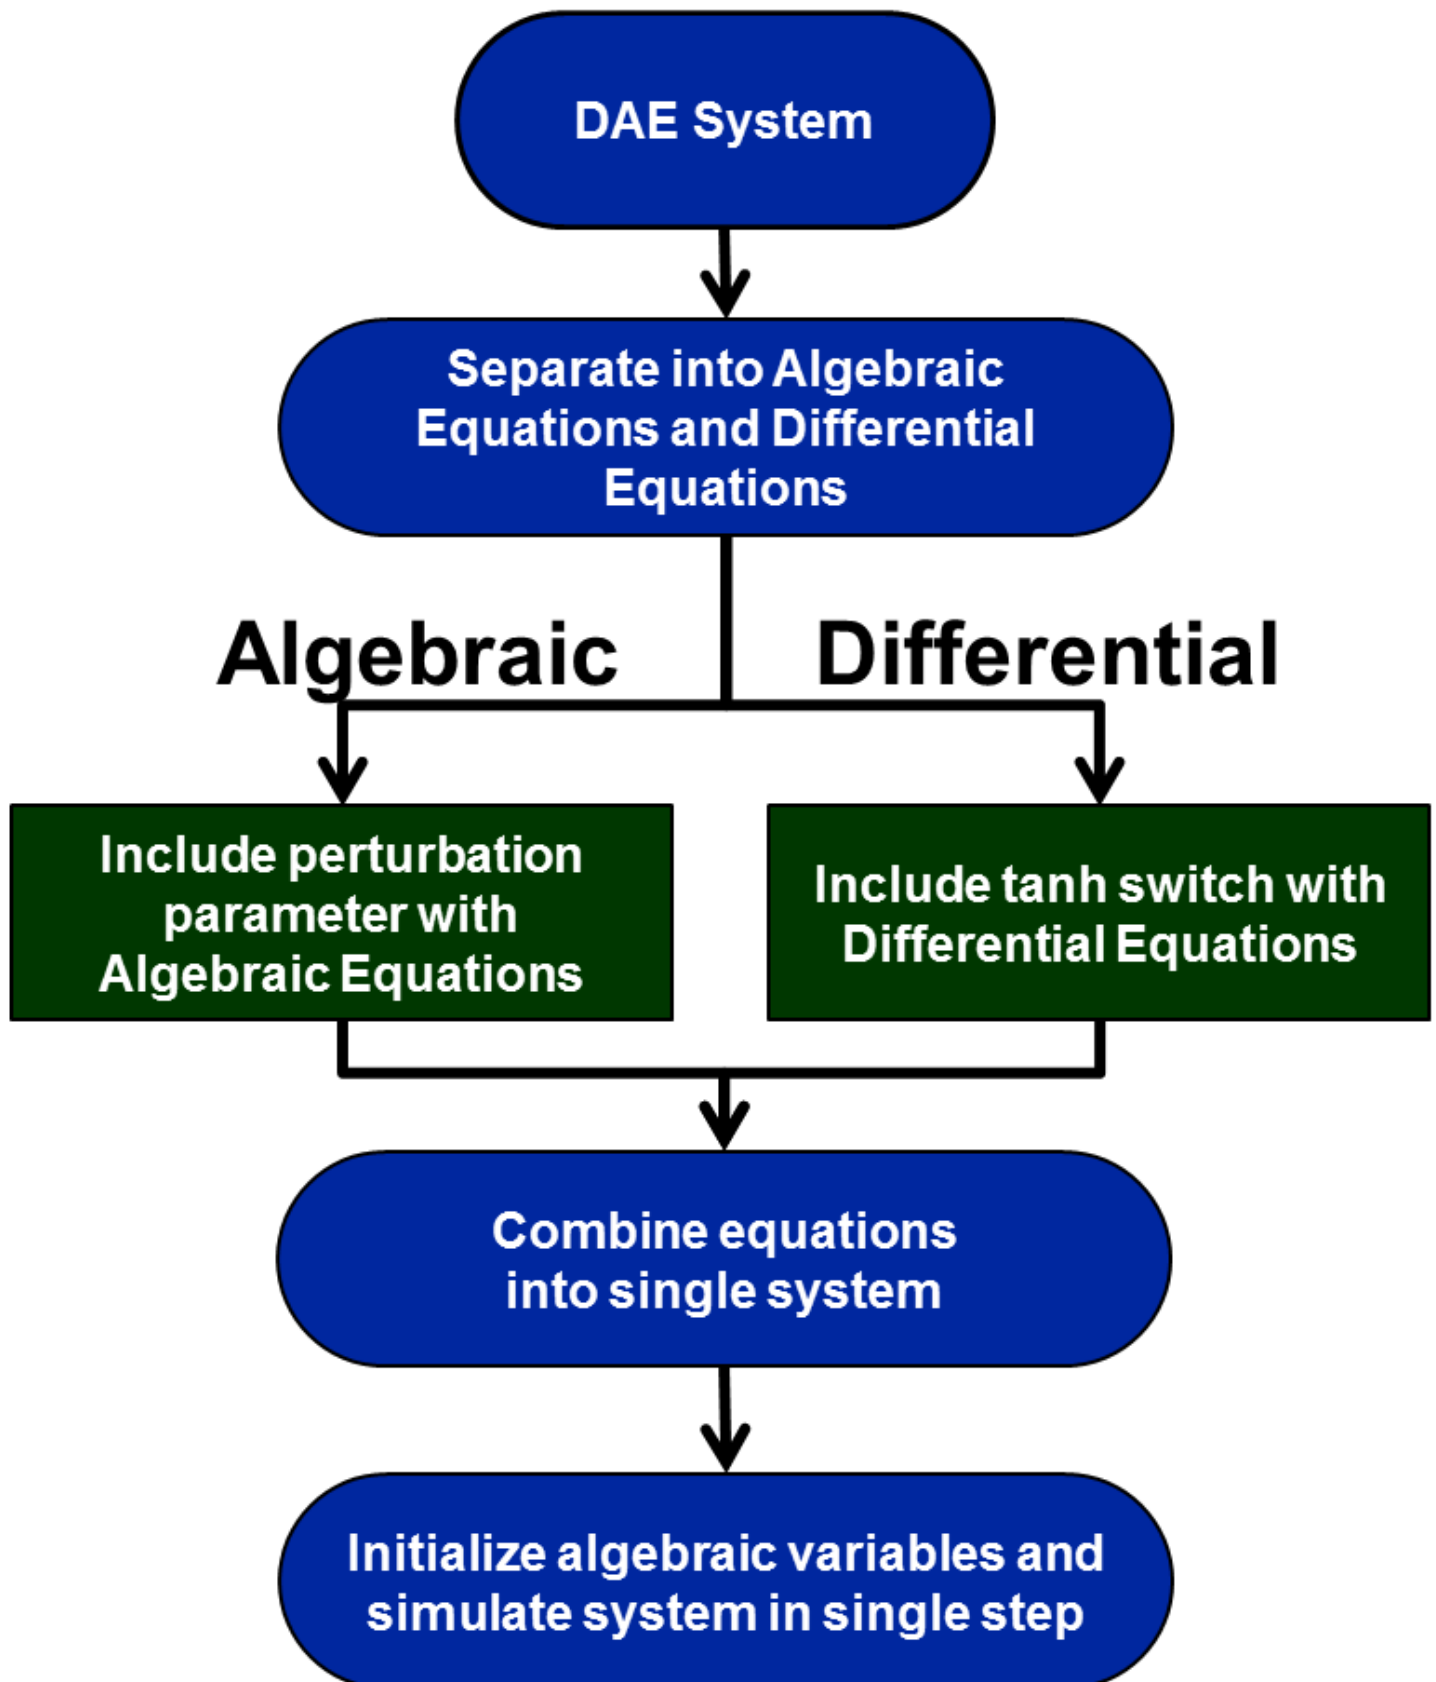 DAE System
Separate into Algebraic
Equations and Differential
Equations
Algebraic
Differential
Include perturbation
parameter with
Algebraic Equations
Include tanh switch with
Differential Equations
Combine equations
into single system
Initialize algebraic variables and
simulate system in single step